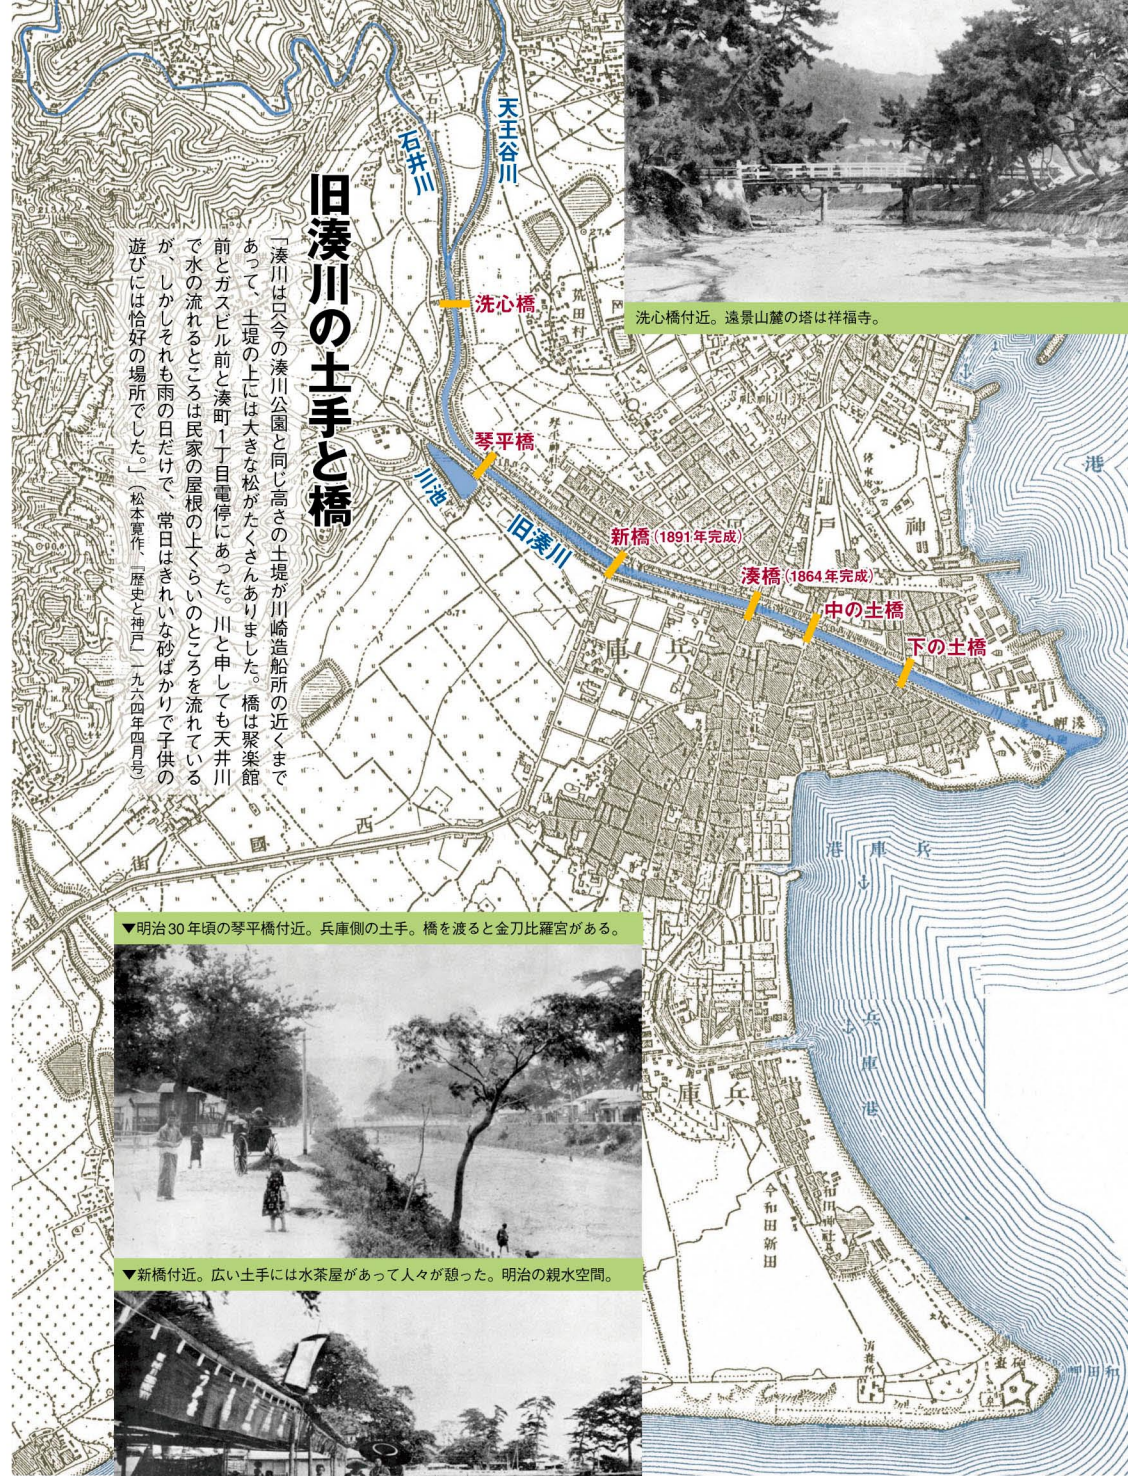 旧湊川の土手と橋
「湊川は只今の湊川公園と同じ高さの土堤が川崎造船所の近くまで
あって、土堤の上には大きな松がたくさんありました。橋は聚楽館
前とガスビル前と湊町1丁目電停にあった。川と申しても天井川
で水の流れるところは民家の屋根の上くらいのところを流れている
が、しかしそれも雨の日だけで、常日はきれいな砂ばかりで子供の
遊びには恰好の場所でした。」(松本寛作、『歴史と神戸』一九六四年四月号)
天王谷川
石井川
洗心橋
洗心橋付近。遠景山麓の塔は祥福寺。
荒田村
琴平橋
川池
旧湊川
新橋(1891年完成)
湊橋(1864年完成)
中の土橋
下の土橋
港
戸
神
庫
兵
西
國
街
港庫兵
兵庫港
庫兵
和田岬
▼明治30年頃の琴平橋付近。兵庫側の土手。橋を渡ると金刀比羅宮がある。
▼新橋付近。広い土手には水茶屋があって人々が憩った。明治の親水空間。